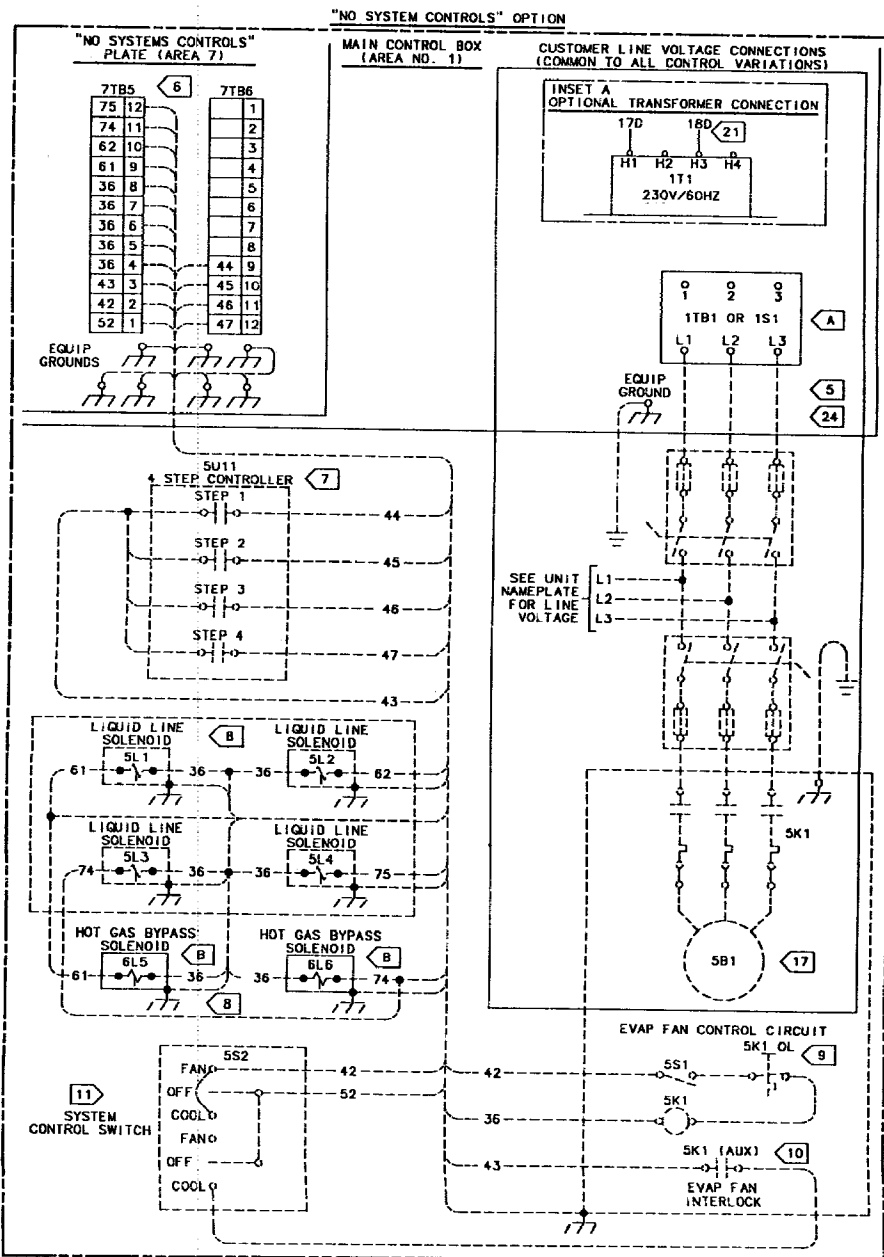 "NO SYSTEM CONTROLS" OPTION
"NO SYSTEMS CONTROLS"
PLATE (AREA 7)
MAIN CONTROL BOX
(AREA NO. 1)
CUSTOMER LINE VOLTAGE CONNECTIONS
(COMMON TO ALL CONTROL VARIATIONS)
7TB5 6 7TB6
75 12 1
74 11 2
62 10 3
61 9 4
36 8 5
36 7 6
36 6 7
36 5 8
36 4 44 9
43 3 45 10
42 2 46 11
52 1 47 12
EQUIP
GROUNDS
INSET A
OPTIONAL TRANSFORMER CONNECTION
17D 18D 21
H1 H2 H3 H4
1T1
230V/60HZ
1 2 3
1TB1 OR 1S1 A
L1 L2 L3
EQUIP
GROUND
5
24
5U11
4 STEP CONTROLLER 7
STEP 1
44
STEP 2
45
STEP 3
46
STEP 4
47
43
SEE UNIT
NAMEPLATE
FOR LINE
VOLTAGE
L1
L2
L3
LIQUID LINE
SOLENOID
B
LIQUID LINE
SOLENOID
61 5L1 36 36 5L2 62
LIQUID LINE
SOLENOID
LIQUID LINE
SOLENOID
74 5L3 36 36 5L4 75
HOT GAS BYPASS
SOLENOID
B
HOT GAS BYPASS
SOLENOID
B
61 6L5 36 36 6L6 74
8
5K1
5B1 17
EVAP FAN CONTROL CIRCUIT
5K1 OL 9
5S2
FAN 42 42 5S1
OFF 52
COOL 36 5K1
FAN
OFF 43 5K1 (AUX) 10
COOL
EVAP FAN
INTERLOCK
11
SYSTEM
CONTROL SWITCH